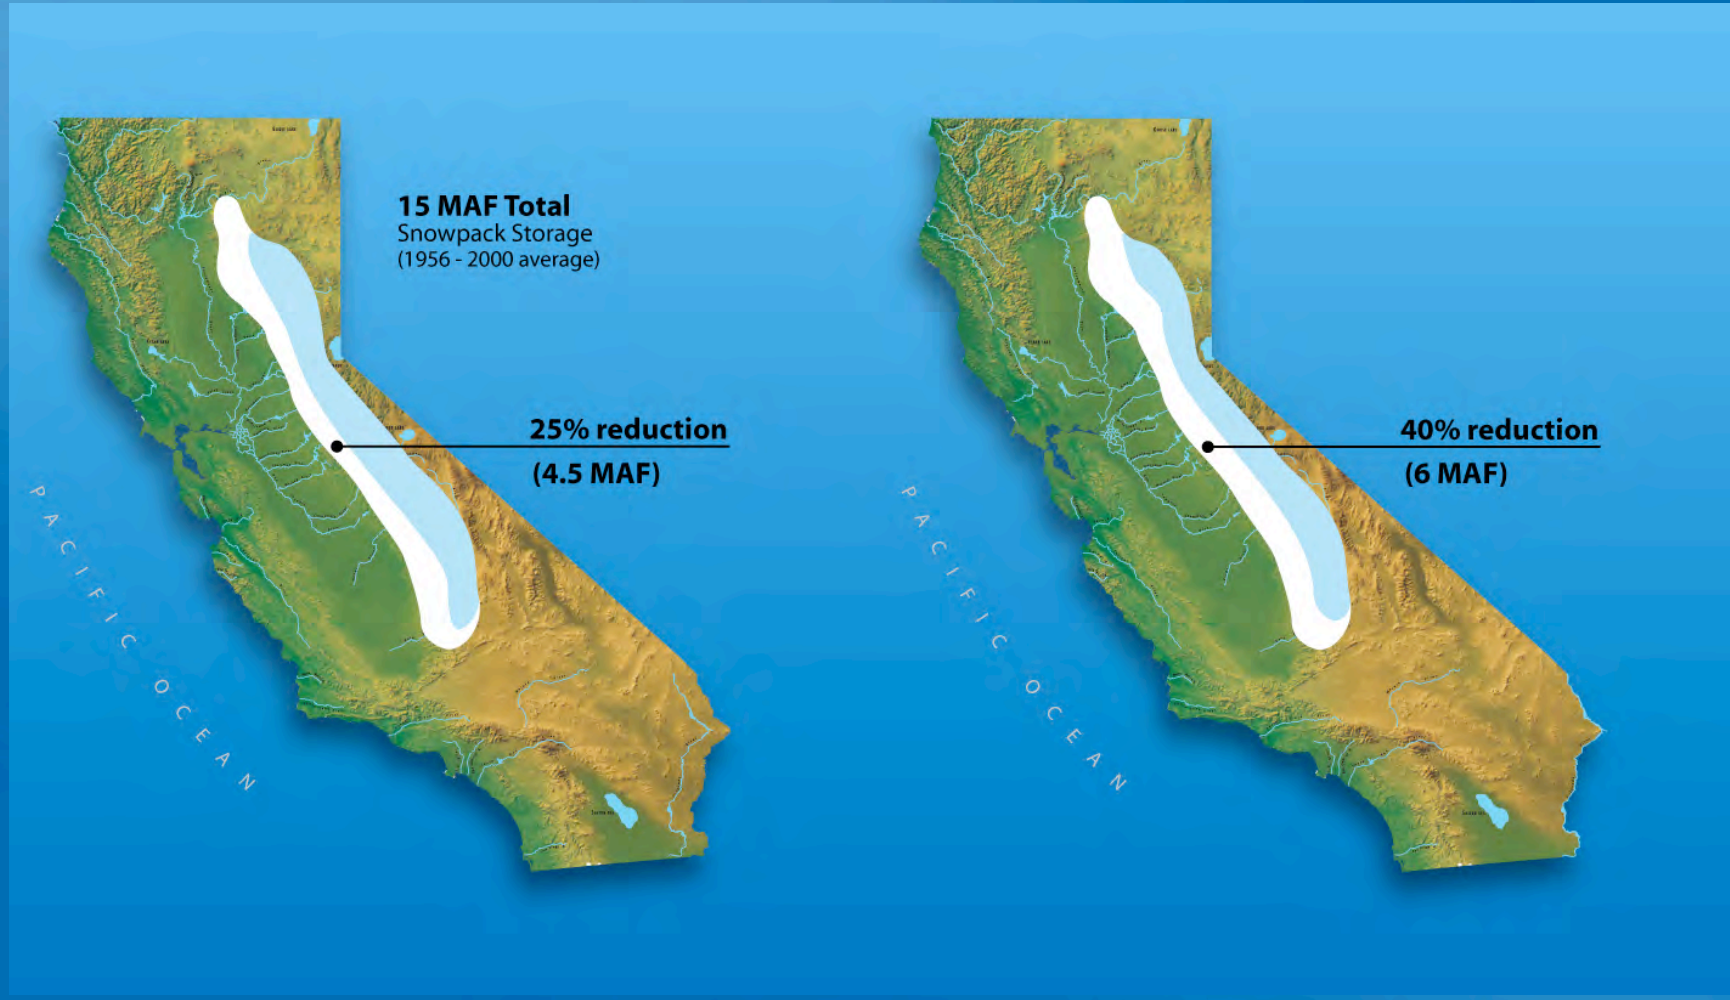 15 MAF Total
Snowpack Storage
(1956 - 2000 average)
25% reduction
(4.5 MAF)
PACIFIC OCEAN
40% reduction
(6 MAF)
PACIFIC OCEAN